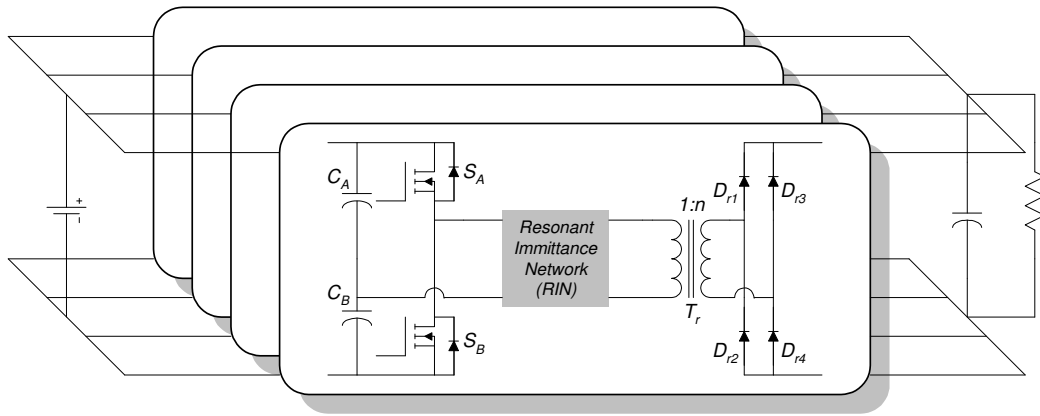 C_A
S_A
D_r1
D_r3
1:n
Resonant
Immittance
Network
(RIN)
+
-
C_B
T_r
S_B
D_r2
D_r4